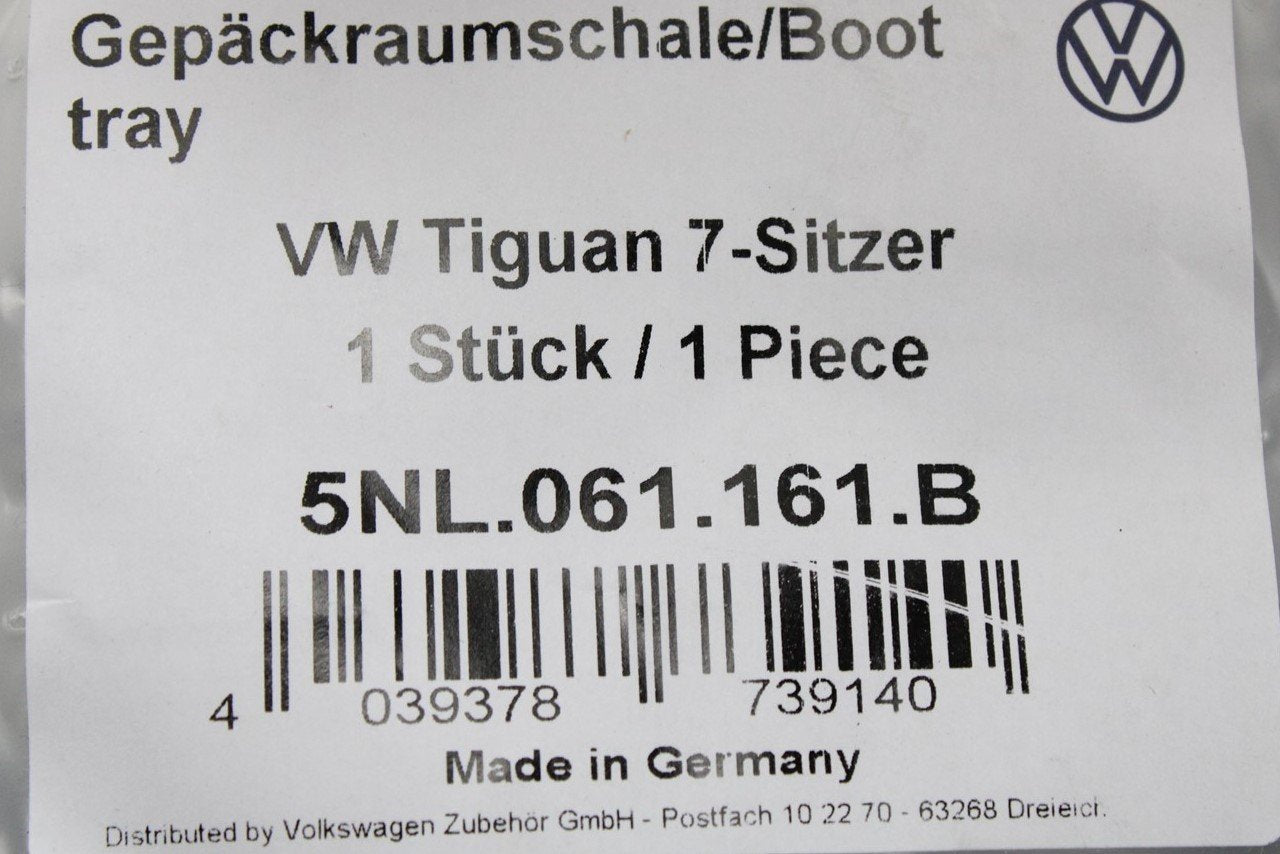 Gepäckraumschale/Boot
tray
VW Tiguan 7-Sitzer
1 Stück / 1 Piece
5NL.061.161.B
4 039378 739140
Made in Germany
Distributed by Volkswagen Zubehör GmbH - Postfach 10 22 70 - 63268 Dreieich.